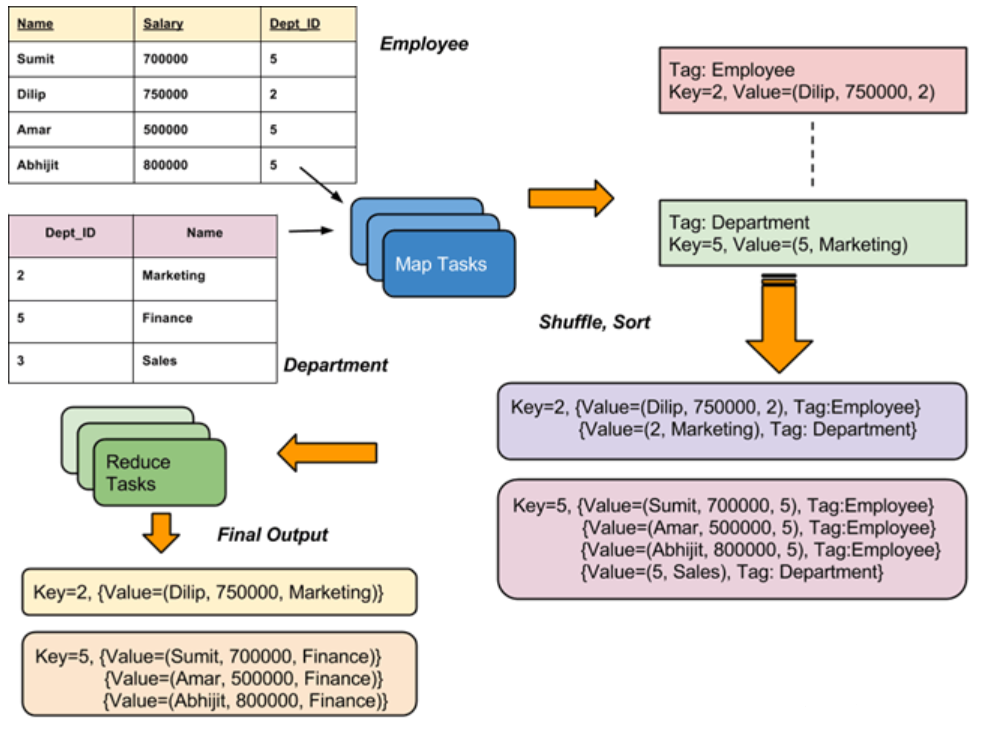 Name Salary Dept_ID
Sumit 700000 5
Dilip 750000 2
Amar 500000 5
Abhijit 800000 5
Employee
Tag: Employee
Key=2, Value=(Dilip, 750000, 2)
Tag: Department
Key=5, Value=(5, Marketing)
Map Tasks
Dept_ID Name
2 Marketing
5 Finance
3 Sales
Department
Shuffle, Sort
Key=2, {Value=(Dilip, 750000, 2), Tag:Employee}
{Value=(2, Marketing), Tag: Department}
Key=5, {Value=(Sumit, 700000, 5), Tag:Employee}
{Value=(Amar, 500000, 5), Tag:Employee}
{Value=(Abhijit, 800000, 5), Tag:Employee}
{Value=(5, Sales), Tag: Department}
Reduce
Tasks
Final Output
Key=2, {Value=(Dilip, 750000, Marketing)}
Key=5, {Value=(Sumit, 700000, Finance)}
{Value=(Amar, 500000, Finance)}
{Value=(Abhijit, 800000, Finance)}